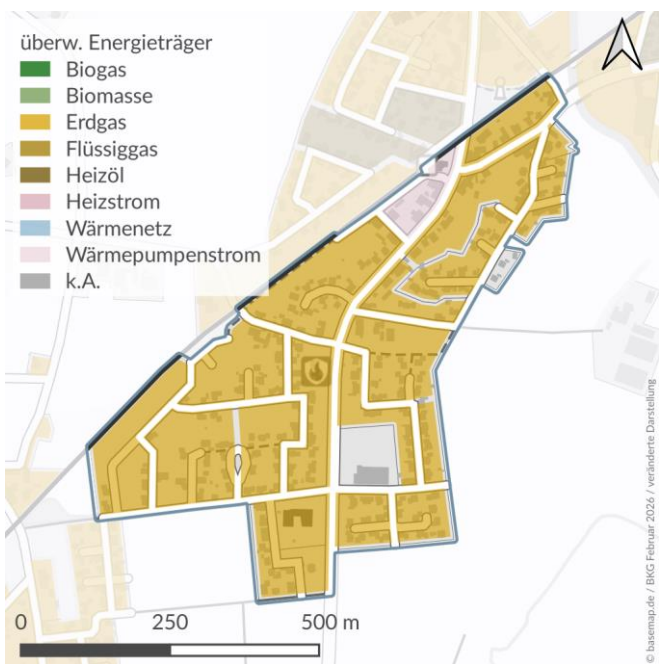 überw. Energieträger
Biogas
Biomasse
Erdgas
Flüssiggas
Heizöl
Heizstrom
Wärmenetz
Wärmepumpenstrom
k.A.
0 250 500 m
© basemap.de / BKG Februar 2026 / veränderte Darstellung